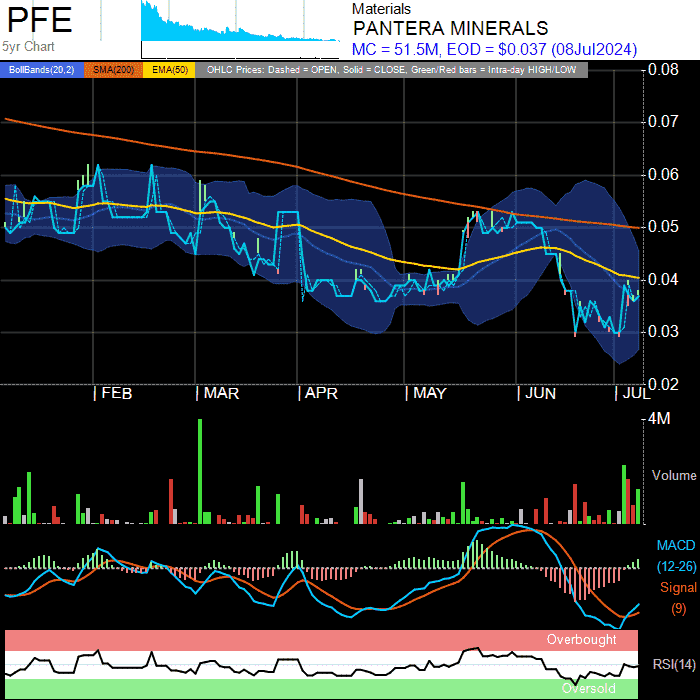 PFE
5yr Chart
Materials
PANTERA MINERALS
MC = 51.5M, EOD = $0.037 (08Jul2024)
BollBands(20,2) SMA(200) EMA(50) OHLC Prices: Dashed = OPEN, Solid = CLOSE, Green/Red bars = Intra-day HIGH/LOW
0.08
0.07
0.06
0.05
0.04
0.03
0.02
| FEB | MAR | APR | MAY | JUN | JUL
4M
Volume
MACD
(12-26)
Signal
(9)
Overbought
RSI(14)
Oversold